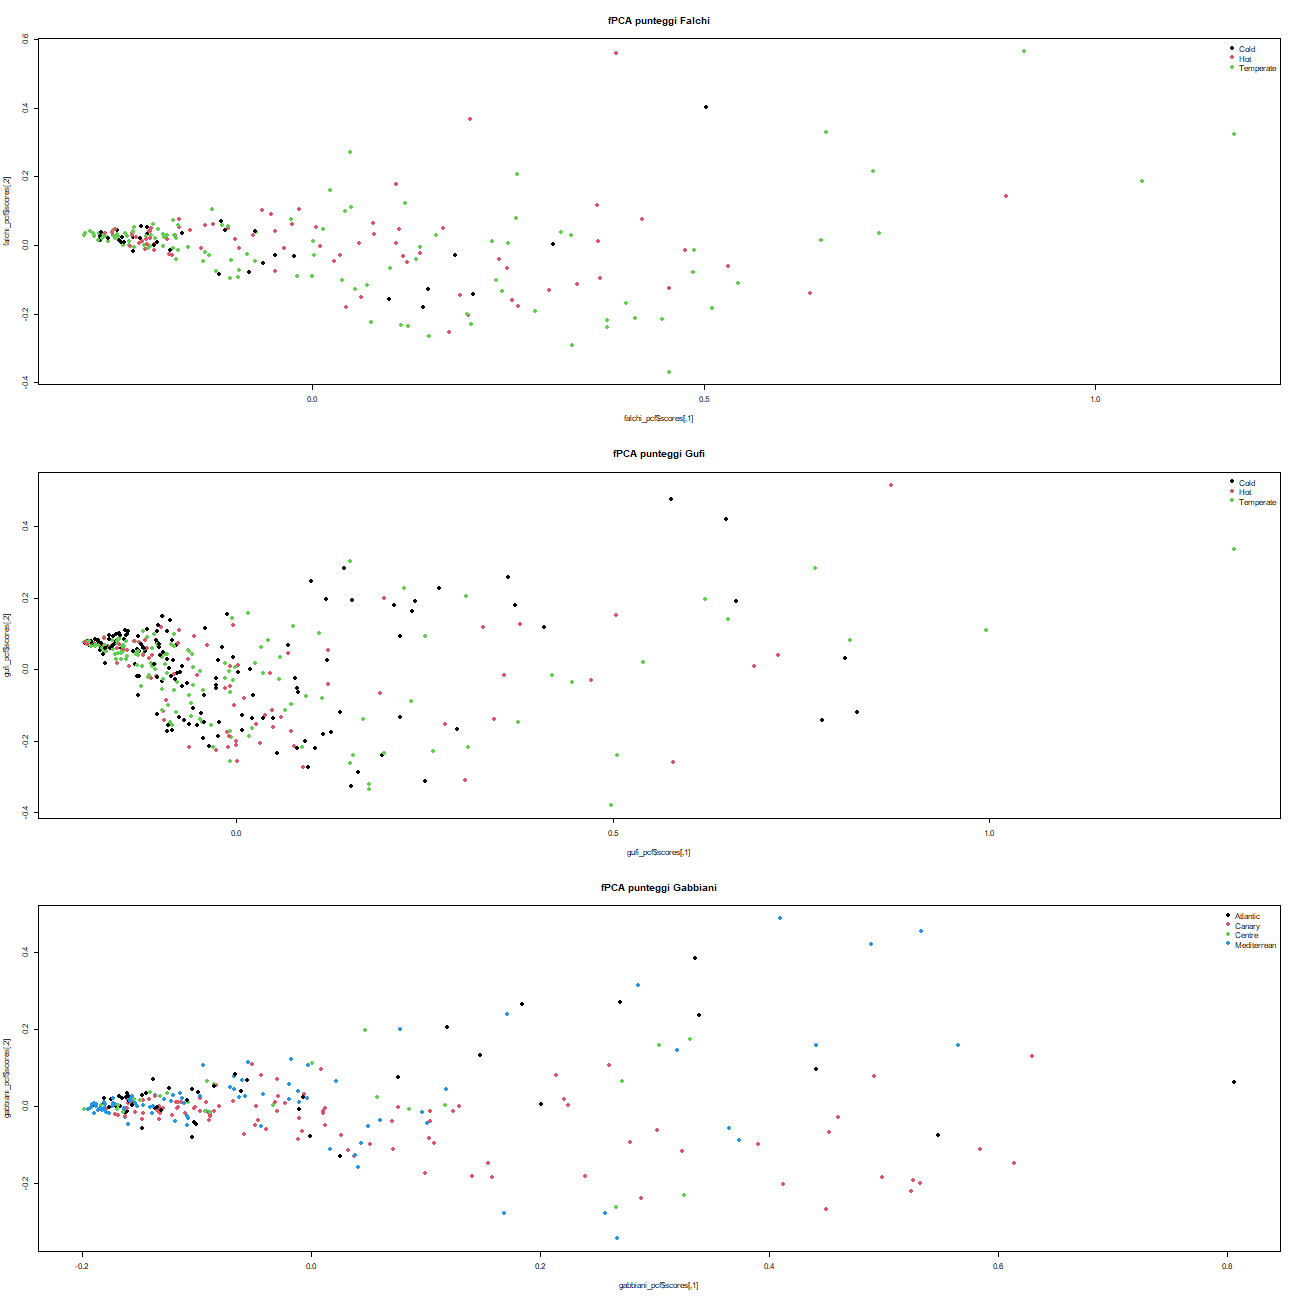 fPCA punteggi Falchi
falchi_pcf$scores[,2]
0.6
0.4
0.2
0.0
-0.2
-0.4
Cold
Hot
Temperate
0.0
0.5
1.0
falchi_pcf$scores[,1]
fPCA punteggi Gufi
gufi_pcf$scores[,2]
0.4
0.2
0.0
-0.2
-0.4
Cold
Hot
Temperate
0.0
0.5
1.0
gufi_pcf$scores[,1]
fPCA punteggi Gabbiani
gabbiani_pcf$scores[,2]
0.4
0.2
0.0
-0.2
Atlantic
Canary
Centre
Mediterrean
-0.2
0.0
0.2
0.4
0.6
0.8
gabbiani_pcf$scores[,1]